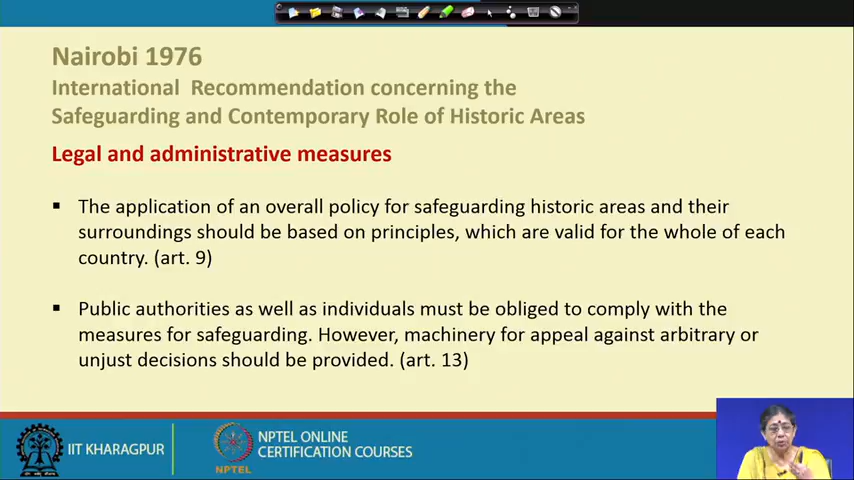 Nairobi 1976
International Recommendation concerning the
Safeguarding and Contemporary Role of Historic Areas
Legal and administrative measures
▪ The application of an overall policy for safeguarding historic areas and their
surroundings should be based on principles, which are valid for the whole of each
country. (art. 9)
▪ Public authorities as well as individuals must be obliged to comply with the
measures for safeguarding. However, machinery for appeal against arbitrary or
unjust decisions should be provided. (art. 13)
IIT KHARAGPUR
NPTEL
NPTEL ONLINE
CERTIFICATION COURSES